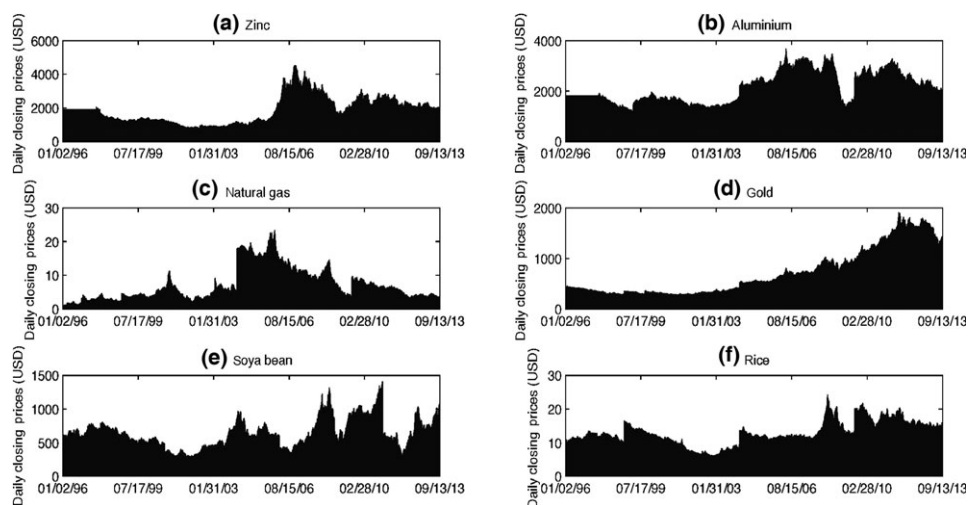 (a) Zinc
Daily closing prices (USD)
6000
4000
2000
0
01/02/96 07/17/99 01/31/03 08/15/06 02/28/10 09/13/13
(b) Aluminium
Daily closing prices (USD)
4000
2000
0
01/02/96 07/17/99 01/31/03 08/15/06 02/28/10 09/13/13
(c) Natural gas
Daily closing prices (USD)
30
20
10
0
01/02/96 07/17/99 01/31/03 08/15/06 02/28/10 09/13/13
(d) Gold
Daily closing prices (USD)
2000
1000
0
01/02/96 07/17/99 01/31/03 08/15/06 02/28/10 09/13/13
(e) Soya bean
Daily closing prices (USD)
1500
1000
500
0
01/02/96 07/17/99 01/31/03 08/15/06 02/28/10 09/13/13
(f) Rice
Daily closing prices (USD)
30
20
10
0
01/02/96 07/17/99 01/31/03 08/15/06 02/28/10 09/13/13